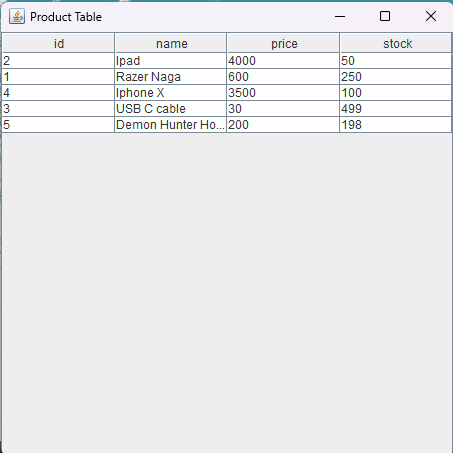 Product Table
id name price stock
2 Ipad 4000 50
1 Razer Naga 600 250
4 Iphone X 3500 100
3 USB C cable 30 499
5 Demon Hunter Ho... 200 198